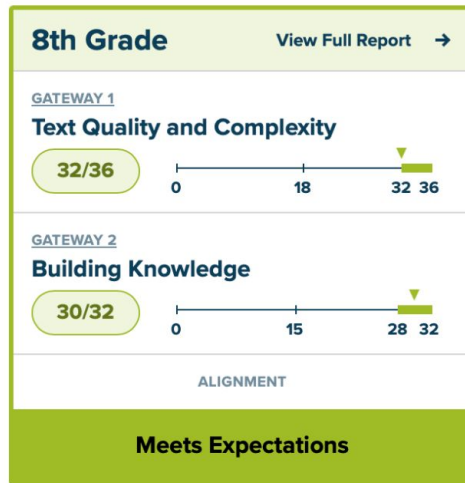 8th Grade View Full Report →
GATEWAY 1
Text Quality and Complexity
32/36
0 18 32 36
GATEWAY 2
Building Knowledge
30/32
0 15 28 32
ALIGNMENT
Meets Expectations